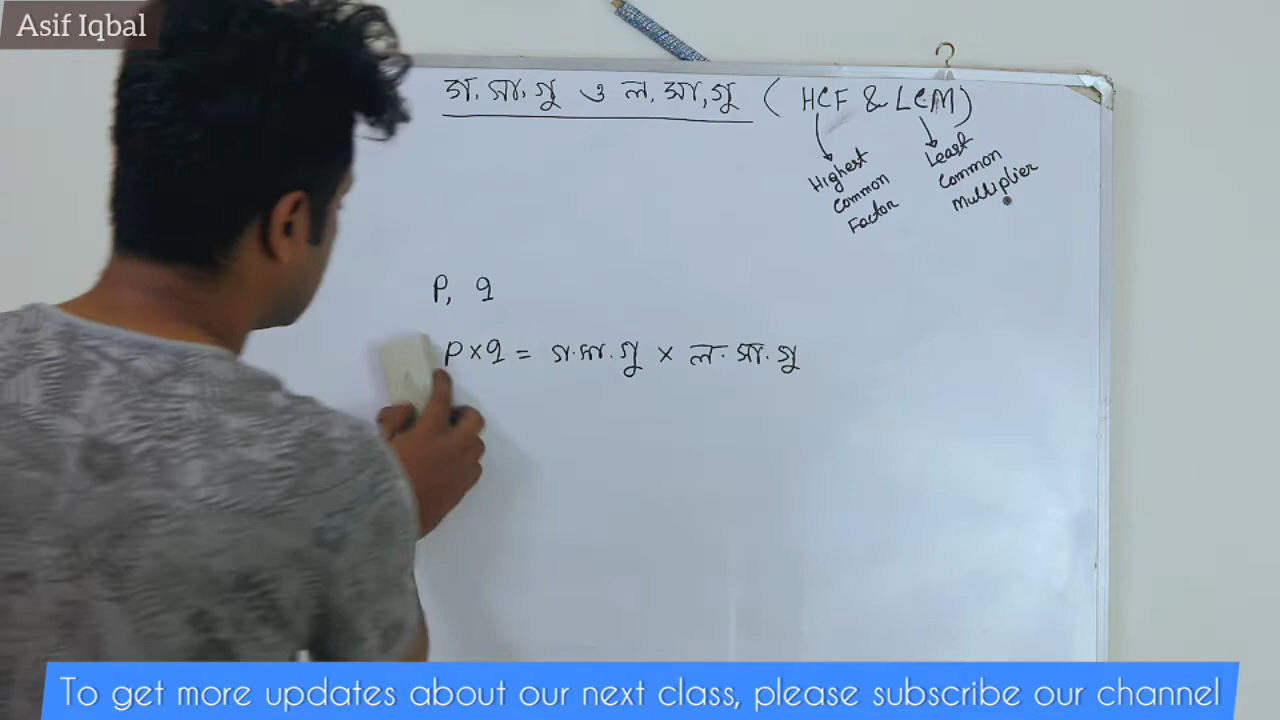 Asif Iqbal
গ. সা. গু ও ল. সা. গু ( HCF & LCM )
Highest
Common
Factor
Least
Common
Multiplier
P, q
P × q = গ. সা. গু × ল. সা. গু
To get more updates about our next class, please subscribe our channel